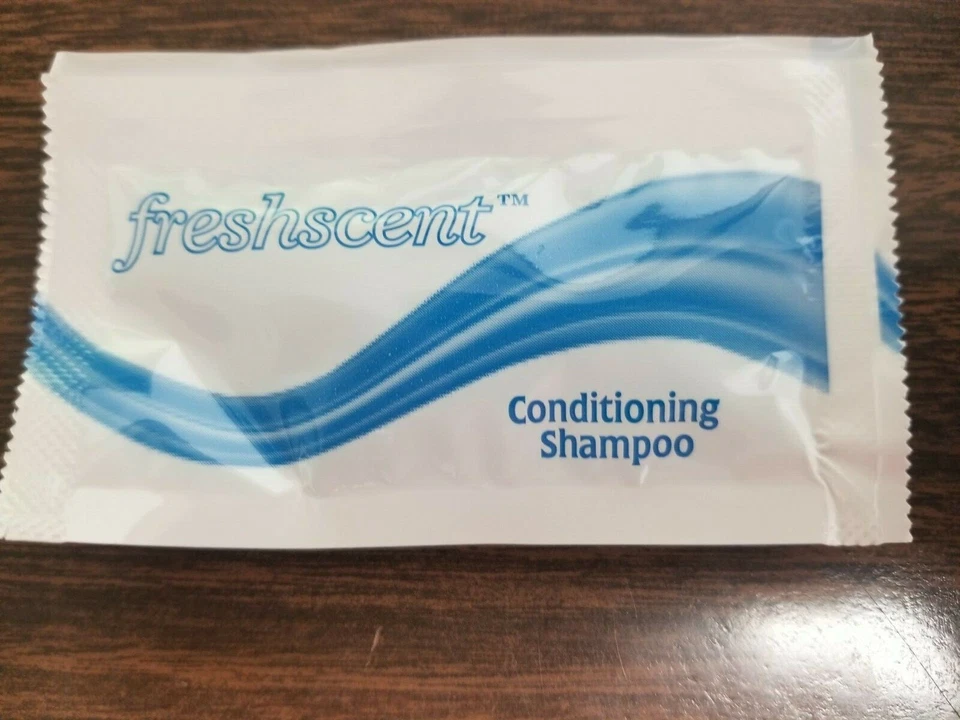 freshscent™
Conditioning
Shampoo